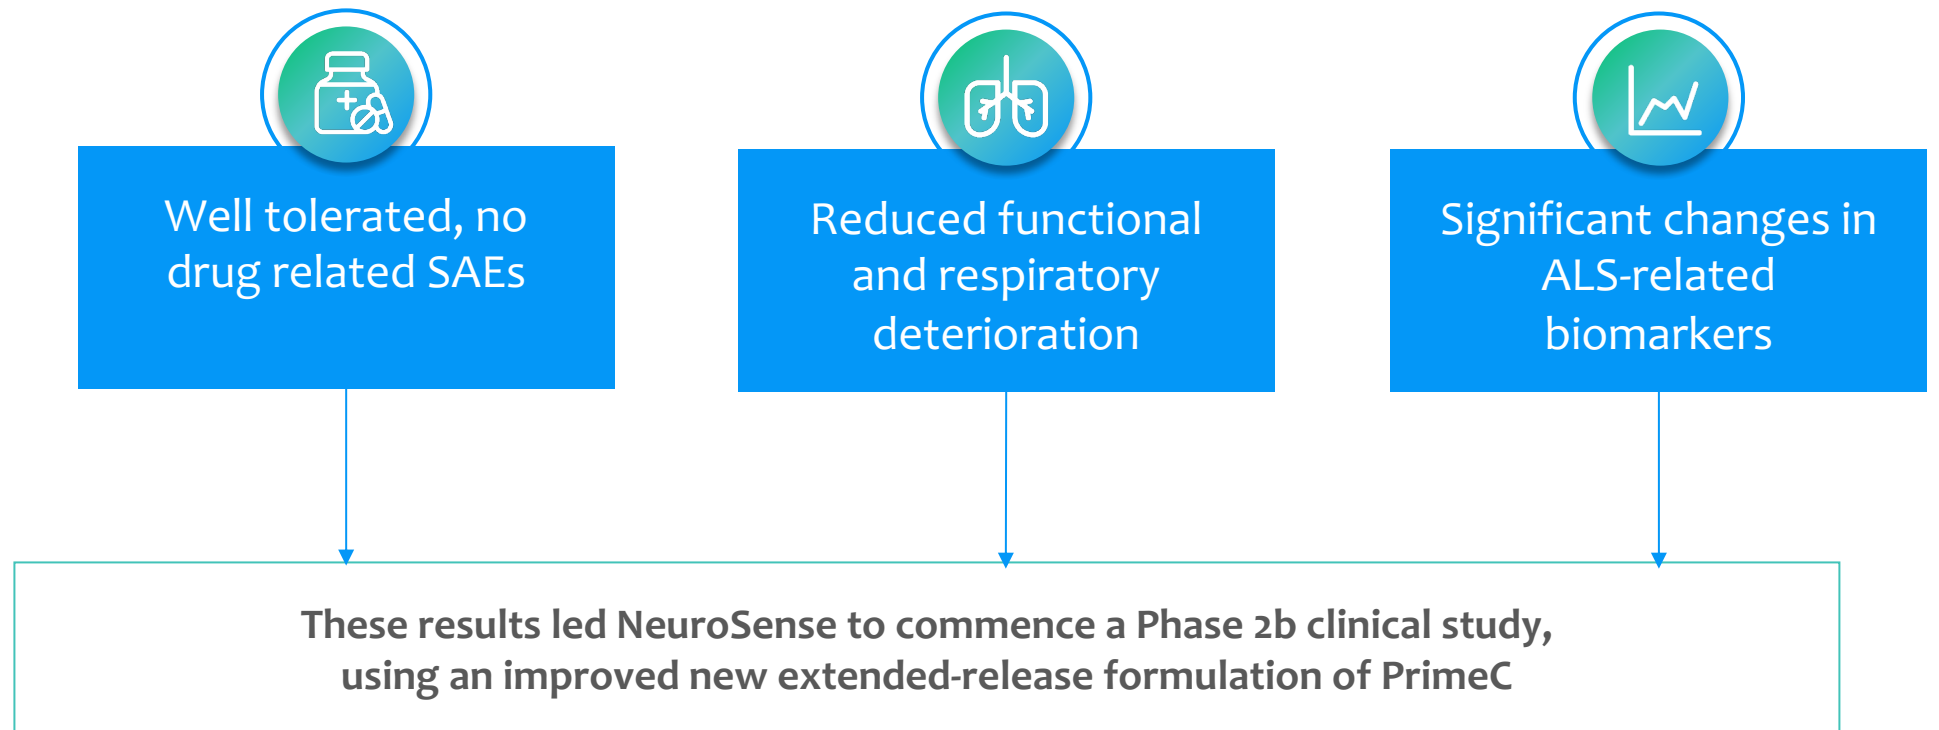 Well tolerated, no
drug related SAEs
Reduced functional
and respiratory
deterioration
Significant changes in
ALS-related
biomarkers
These results led NeuroSense to commence a Phase 2b clinical study,
using an improved new extended-release formulation of PrimeC